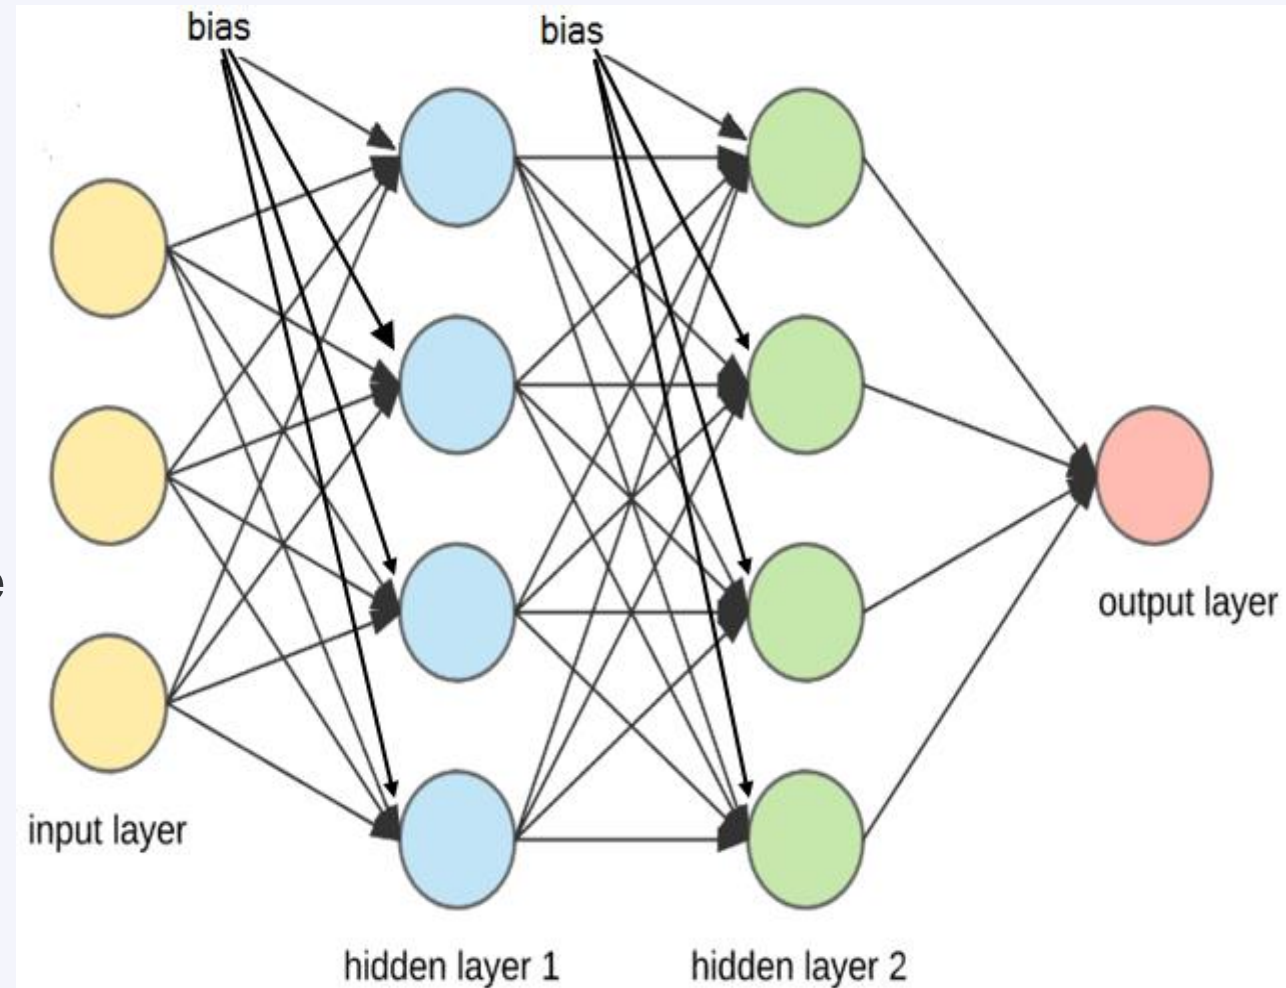 bias
bias
e
output layer
input layer
hidden layer 1
hidden layer 2